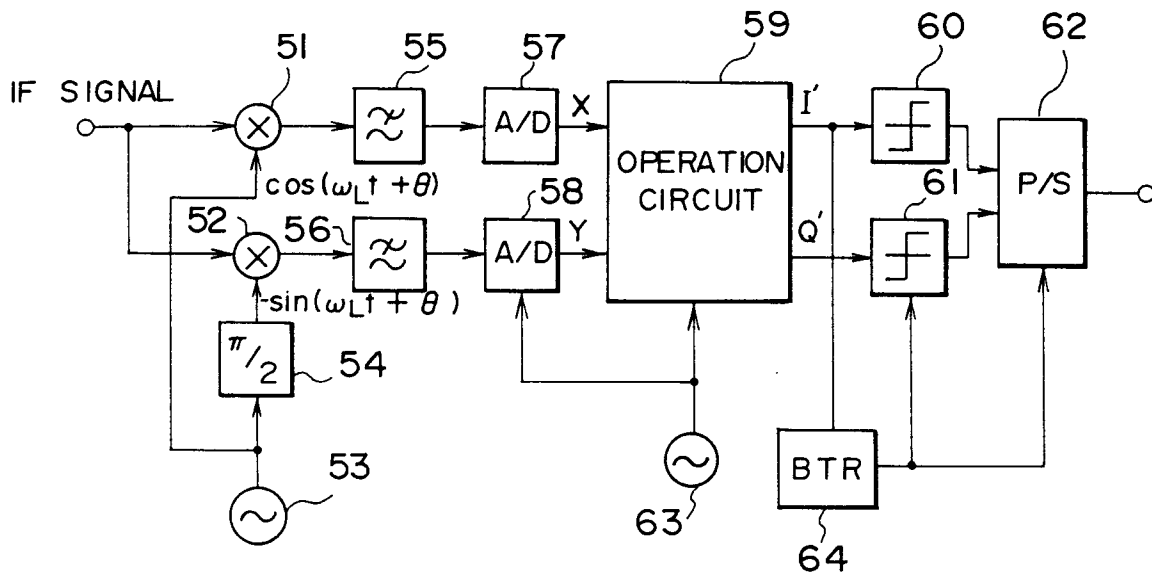 51
55
57
59
60
62
IF SIGNAL
×
A/D
X
I′
OPERATION
CIRCUIT
P/S
cos(ωLt + θ)
52
56
58
61
×
A/D
Y
Q′
-sin(ωLt + θ)
π/2
54
53
63
BTR
64